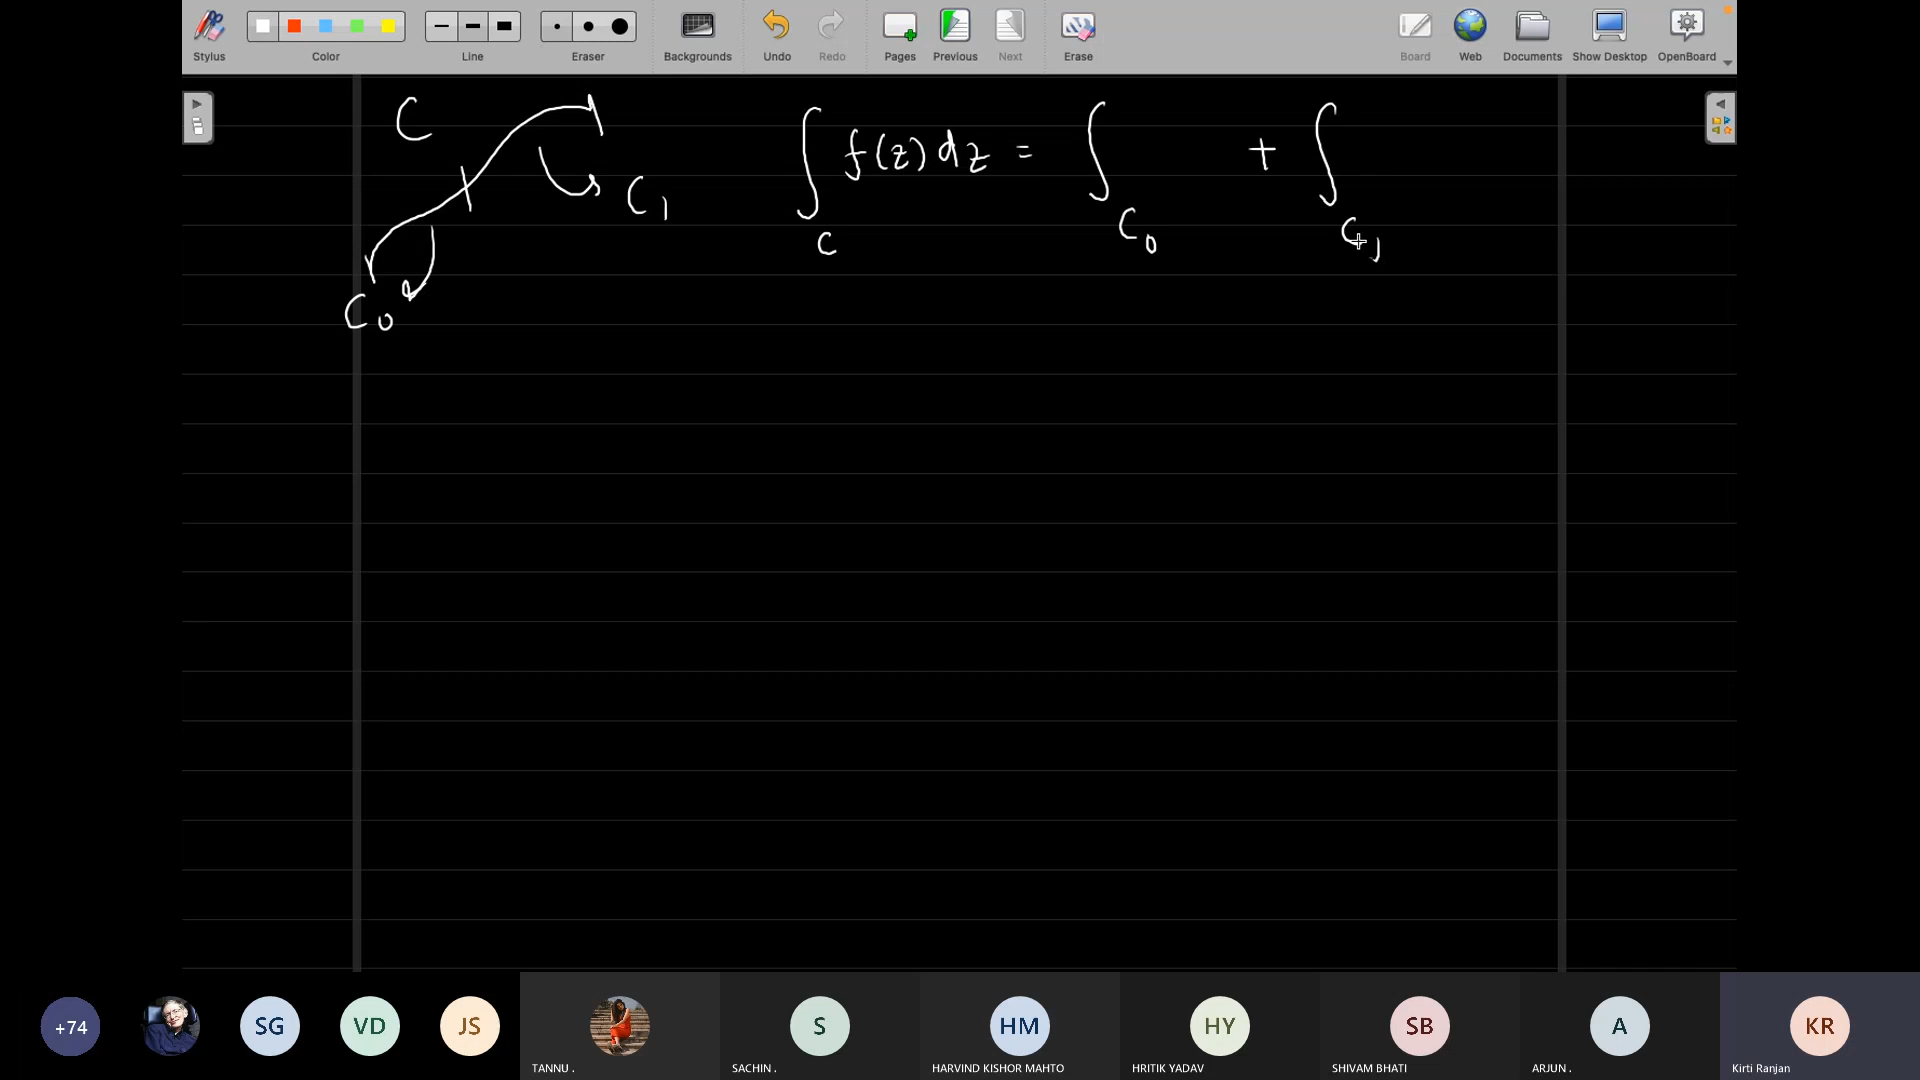 Stylus Color Line Eraser Backgrounds Undo Redo Pages Previous Next Erase Board Web Documents Show Desktop OpenBoard
C
C₁
C₀
∫_C f(z) dz = ∫_{C₀} + ∫_{C₁}
+74 SG VD JS S HM HY SB A KR
TANNU . SACHIN . HARVIND KISHOR MAHTO HRITIK YADAV SHIVAM BHATI ARJUN . Kirti Ranjan